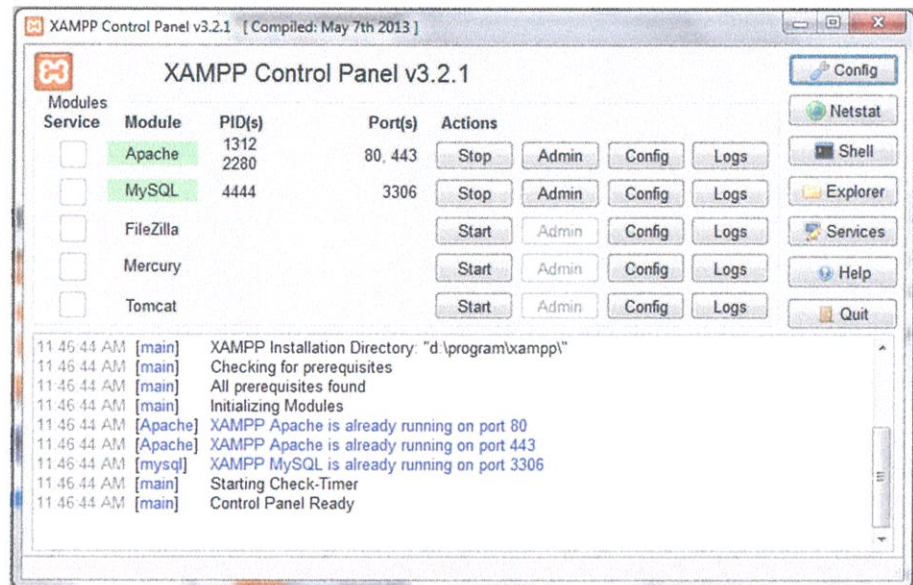 XAMPP Control Panel v3.2.1 [ Compiled: May 7th 2013 ]
XAMPP Control Panel v3.2.1
Config
Modules
Service Module PID(s) Port(s) Actions
Netstat
Apache 1312 2280 80, 443 Stop Admin Config Logs
Shell
MySQL 4444 3306 Stop Admin Config Logs
Explorer
FileZilla Start Admin Config Logs
Services
Mercury Start Admin Config Logs
Help
Tomcat Start Admin Config Logs
Quit
11:46:44 AM [main] XAMPP Installation Directory: "d:\program\xampp\"
11:46:44 AM [main] Checking for prerequisites
11:46:44 AM [main] All prerequisites found
11:46:44 AM [main] Initializing Modules
11:46:44 AM [Apache] XAMPP Apache is already running on port 80
11:46:44 AM [Apache] XAMPP Apache is already running on port 443
11:46:44 AM [mysql] XAMPP MySQL is already running on port 3306
11:46:44 AM [main] Starting Check-Timer
11:46:44 AM [main] Control Panel Ready